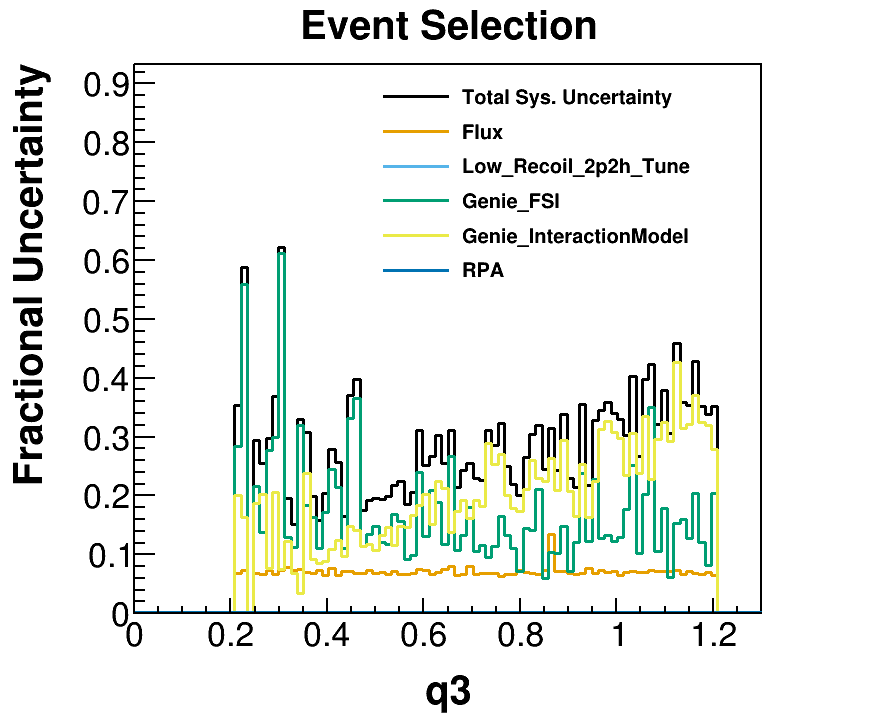 Event Selection
Fractional Uncertainty
0.9
0.8
0.7
0.6
0.5
0.4
0.3
0.2
0.1
0
Total Sys. Uncertainty
Flux
Low_Recoil_2p2h_Tune
Genie_FSI
Genie_InteractionModel
RPA
0 0.2 0.4 0.6 0.8 1 1.2
q3